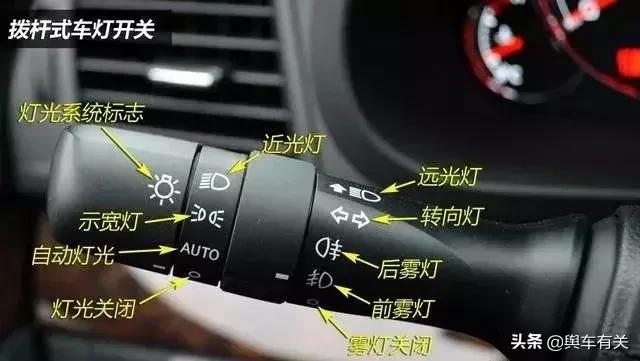 拨杆式车灯开关
灯光系统标志
近光灯
远光灯
示宽灯
转向灯
自动灯光
AUTO
后雾灯
灯光关闭
前雾灯
雾灯关闭
头条 @舆车有关